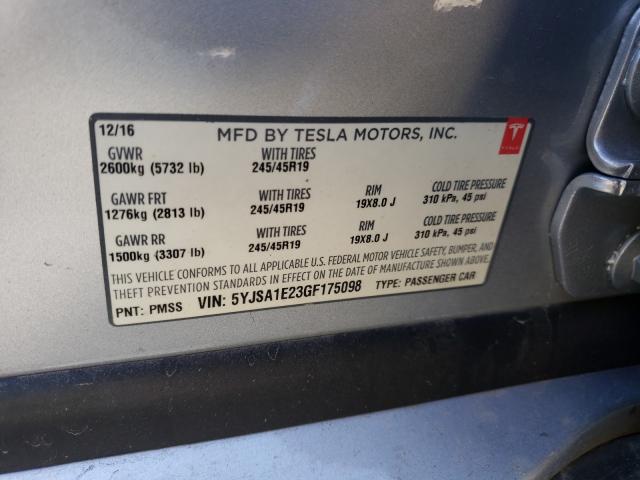 12/16 MFD BY TESLA MOTORS, INC.
TESLA
GVWR WITH TIRES
2600kg (5732 lb) 245/45R19
GAWR FRT WITH TIRES RIM COLD TIRE PRESSURE
1276kg (2813 lb) 245/45R19 19X8.0 J 310 kPa, 45 psi
GAWR RR WITH TIRES RIM COLD TIRE PRESSURE
1500kg (3307 lb) 245/45R19 19X8.0 J 310 kPa, 45 psi
THIS VEHICLE CONFORMS TO ALL APPLICABLE U.S. FEDERAL MOTOR VEHICLE SAFETY, BUMPER, AND
THEFT PREVENTION STANDARDS IN EFFECT ON THE DATE OF MANUFACTURE SHOWN ABOVE.
PNT: PMSS VIN: 5YJSA1E23GF175098 TYPE: PASSENGER CAR